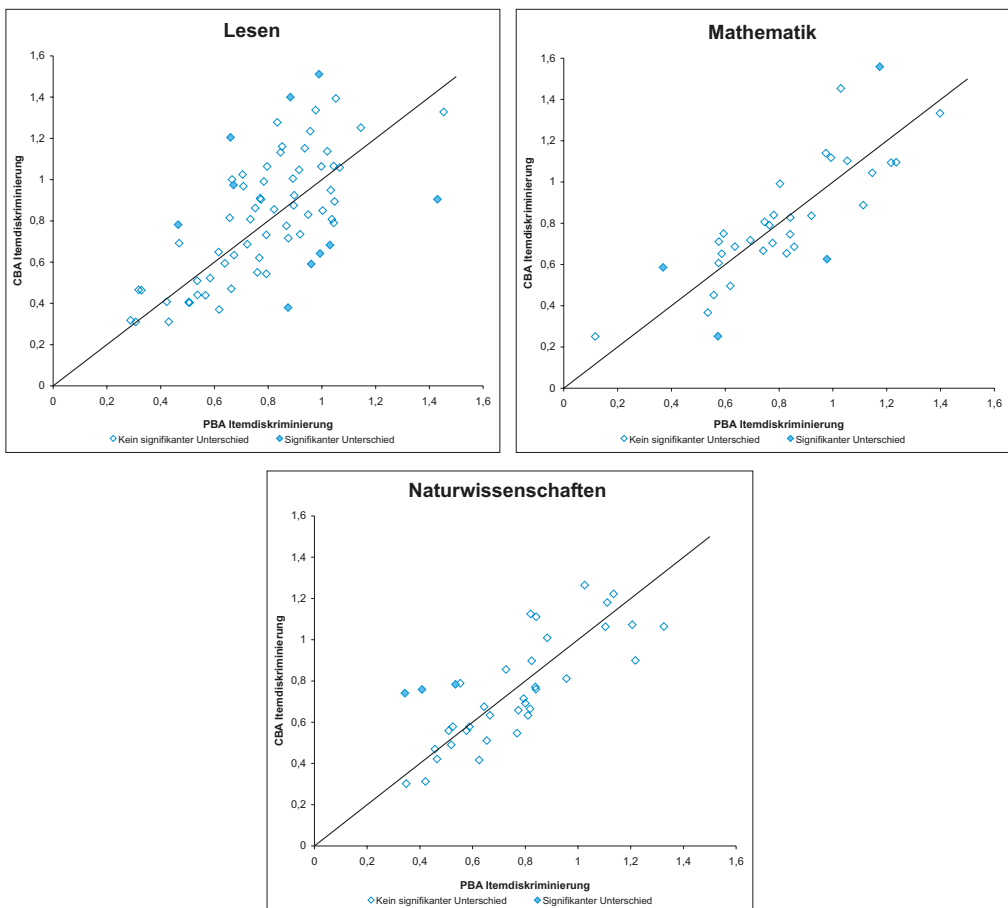 Lesen
1,6
1,4
1,2
1
0,8
0,6
0,4
0,2
0
CBA Itemdiskriminierung
0 0,2 0,4 0,6 0,8 1 1,2 1,4 1,6
PBA Itemdiskriminierung
Kein signifikanter Unterschied Signifikanter Unterschied
Mathematik
1,6
1,4
1,2
1
0,8
0,6
0,4
0,2
0
CBA Itemdiskriminierung
0 0,2 0,4 0,6 0,8 1 1,2 1,4 1,6
PBA Itemdiskriminierung
Kein signifikanter Unterschied Signifikanter Unterschied
Naturwissenschaften
1,6
1,4
1,2
1
0,8
0,6
0,4
0,2
0
CBA Itemdiskriminierung
0 0,2 0,4 0,6 0,8 1 1,2 1,4 1,6
PBA Itemdiskriminierung
Kein signifikanter Unterschied Signifikanter Unterschied